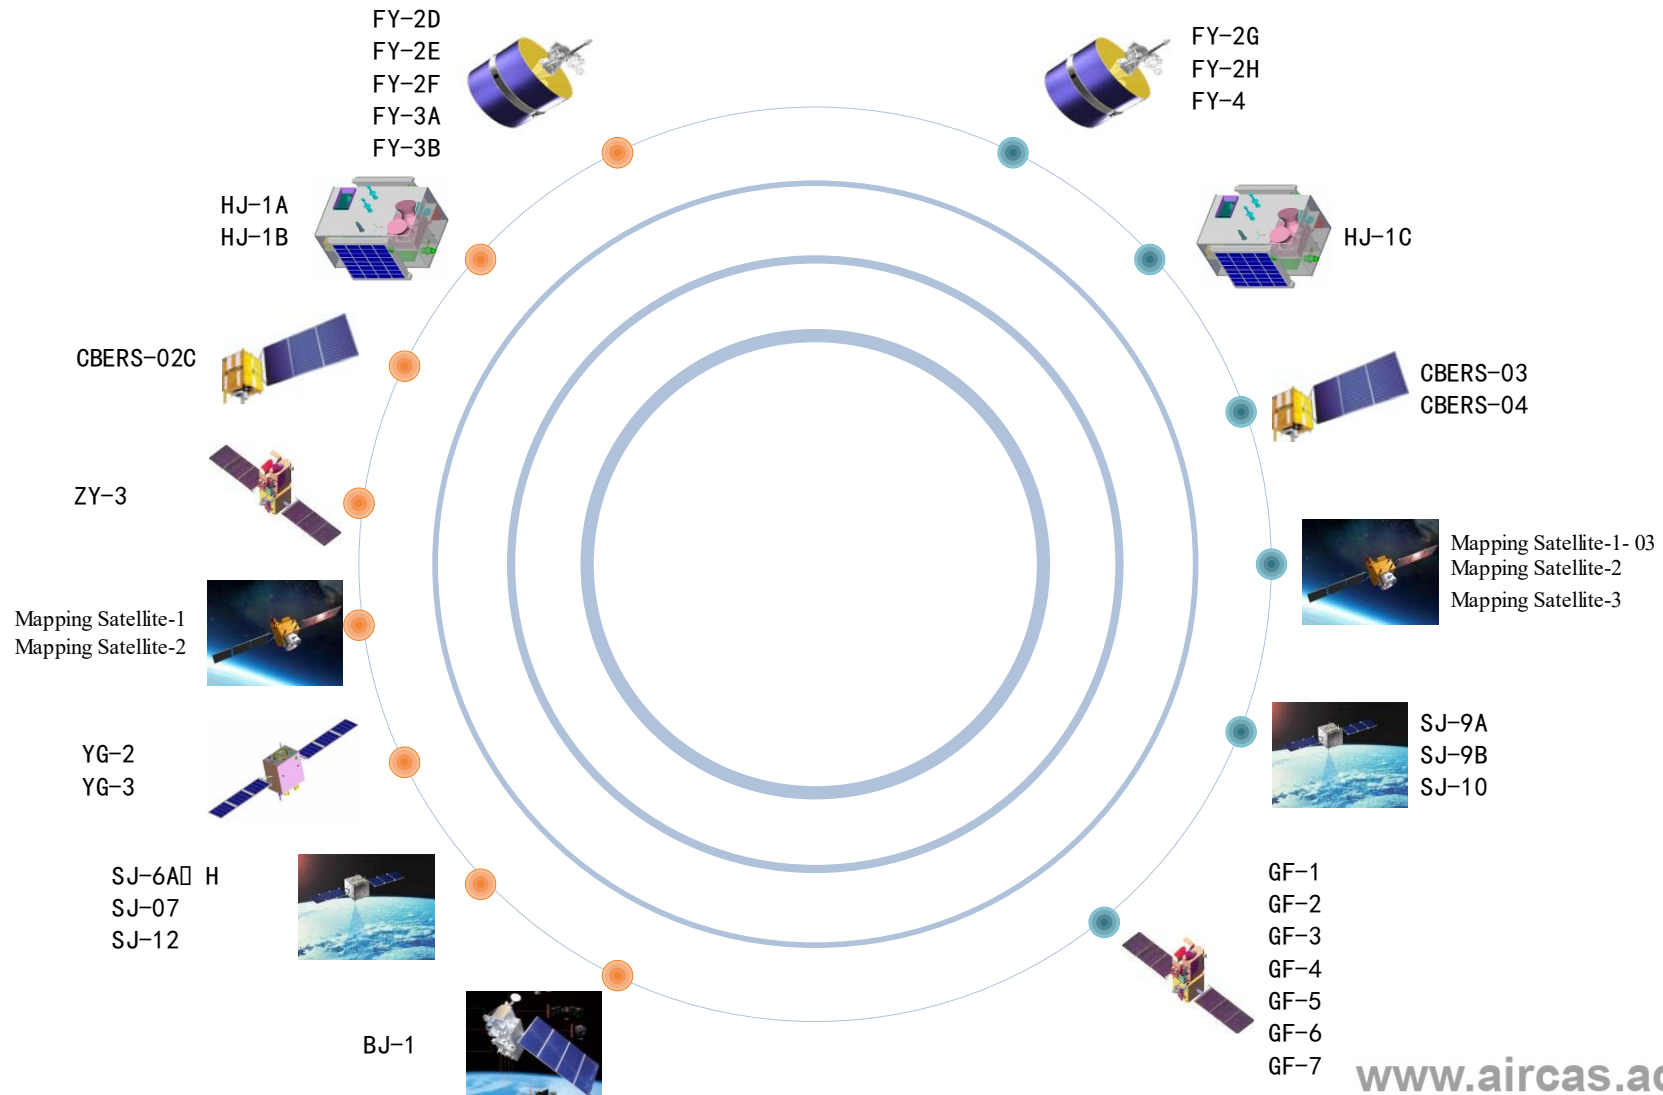 FY-2D
FY-2E
FY-2F
FY-3A
FY-3B
FY-2G
FY-2H
FY-4
HJ-1A
HJ-1B
HJ-1C
CBERS-02C
CBERS-03
CBERS-04
ZY-3
Mapping Satellite-1- 03
Mapping Satellite-2
Mapping Satellite-3
Mapping Satellite-1
Mapping Satellite-2
YG-2
YG-3
SJ-9A
SJ-9B
SJ-10
SJ-6A H
SJ-07
SJ-12
GF-1
GF-2
GF-3
GF-4
GF-5
GF-6
GF-7
BJ-1
www.aircas.ac